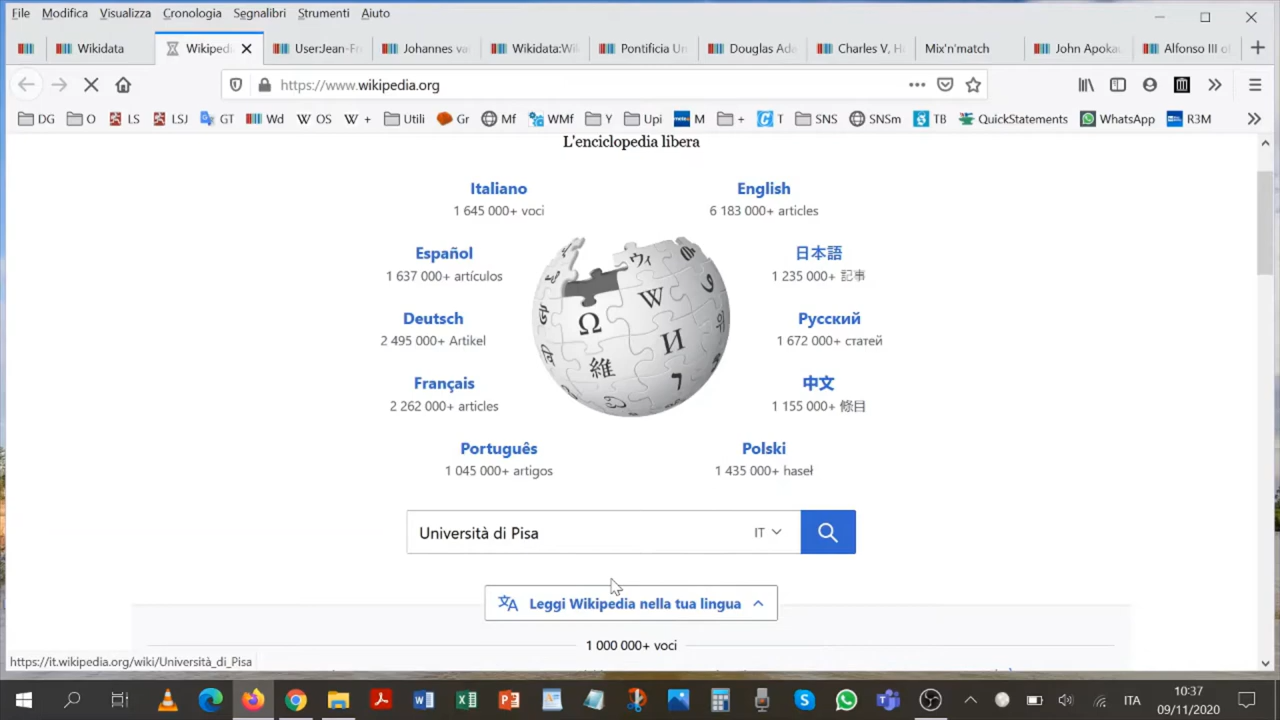 File Modifica Visualizza Cronologia Segnalibri Strumenti Aiuto
Wikidata Wikiped User:Jean-Fr Johannes va Wikidata:Wi Pontificia Un Douglas Ada Charles V, H Mix'n'match John Apokau Alfonso III o
https://www.wikipedia.org
DG O LS LSJ GT Wd OS + Utili Gr Mf WMf Y Upi M + T SNS SNSm TB QuickStatements WhatsApp R3M
L'enciclopedia libera
Italiano English
1 645 000+ voci 6 183 000+ articles
Español 日本語
1 637 000+ artículos 1 235 000+ 記事
Deutsch Русский
2 495 000+ Artikel 1 672 000+ статей
Français 中文
2 262 000+ articles 1 155 000+ 條目
Português Polski
1 045 000+ artigos 1 435 000+ haseł
Università di Pisa IT
Leggi Wikipedia nella tua lingua
1 000 000+ voci
https://it.wikipedia.org/wiki/Università_di_Pisa
ITA 10:37
09/11/2020